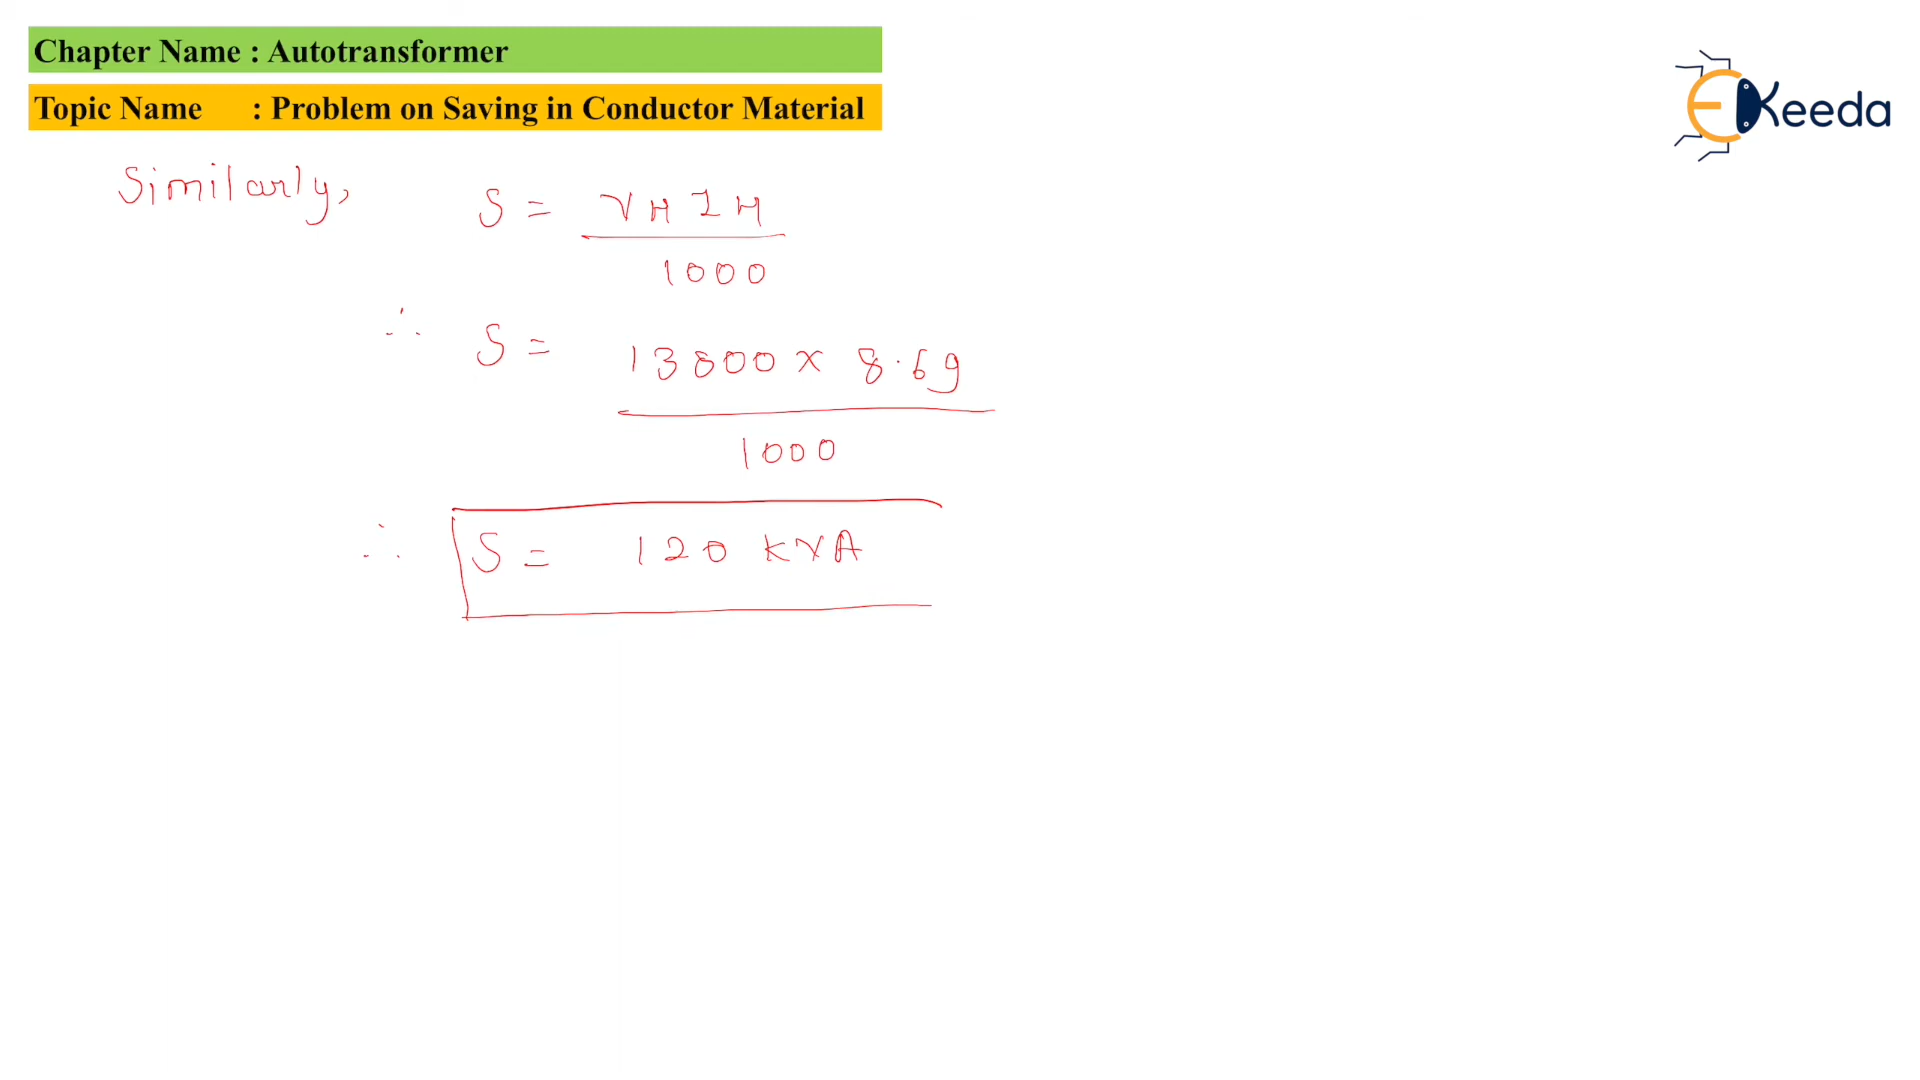 Chapter Name : Autotransformer
Topic Name : Problem on Saving in Conductor Material
EKeeda
Similarly,
S = VH IH
1000
∴ S = 13800 x 8.69
1000
∴ S = 120 KVA